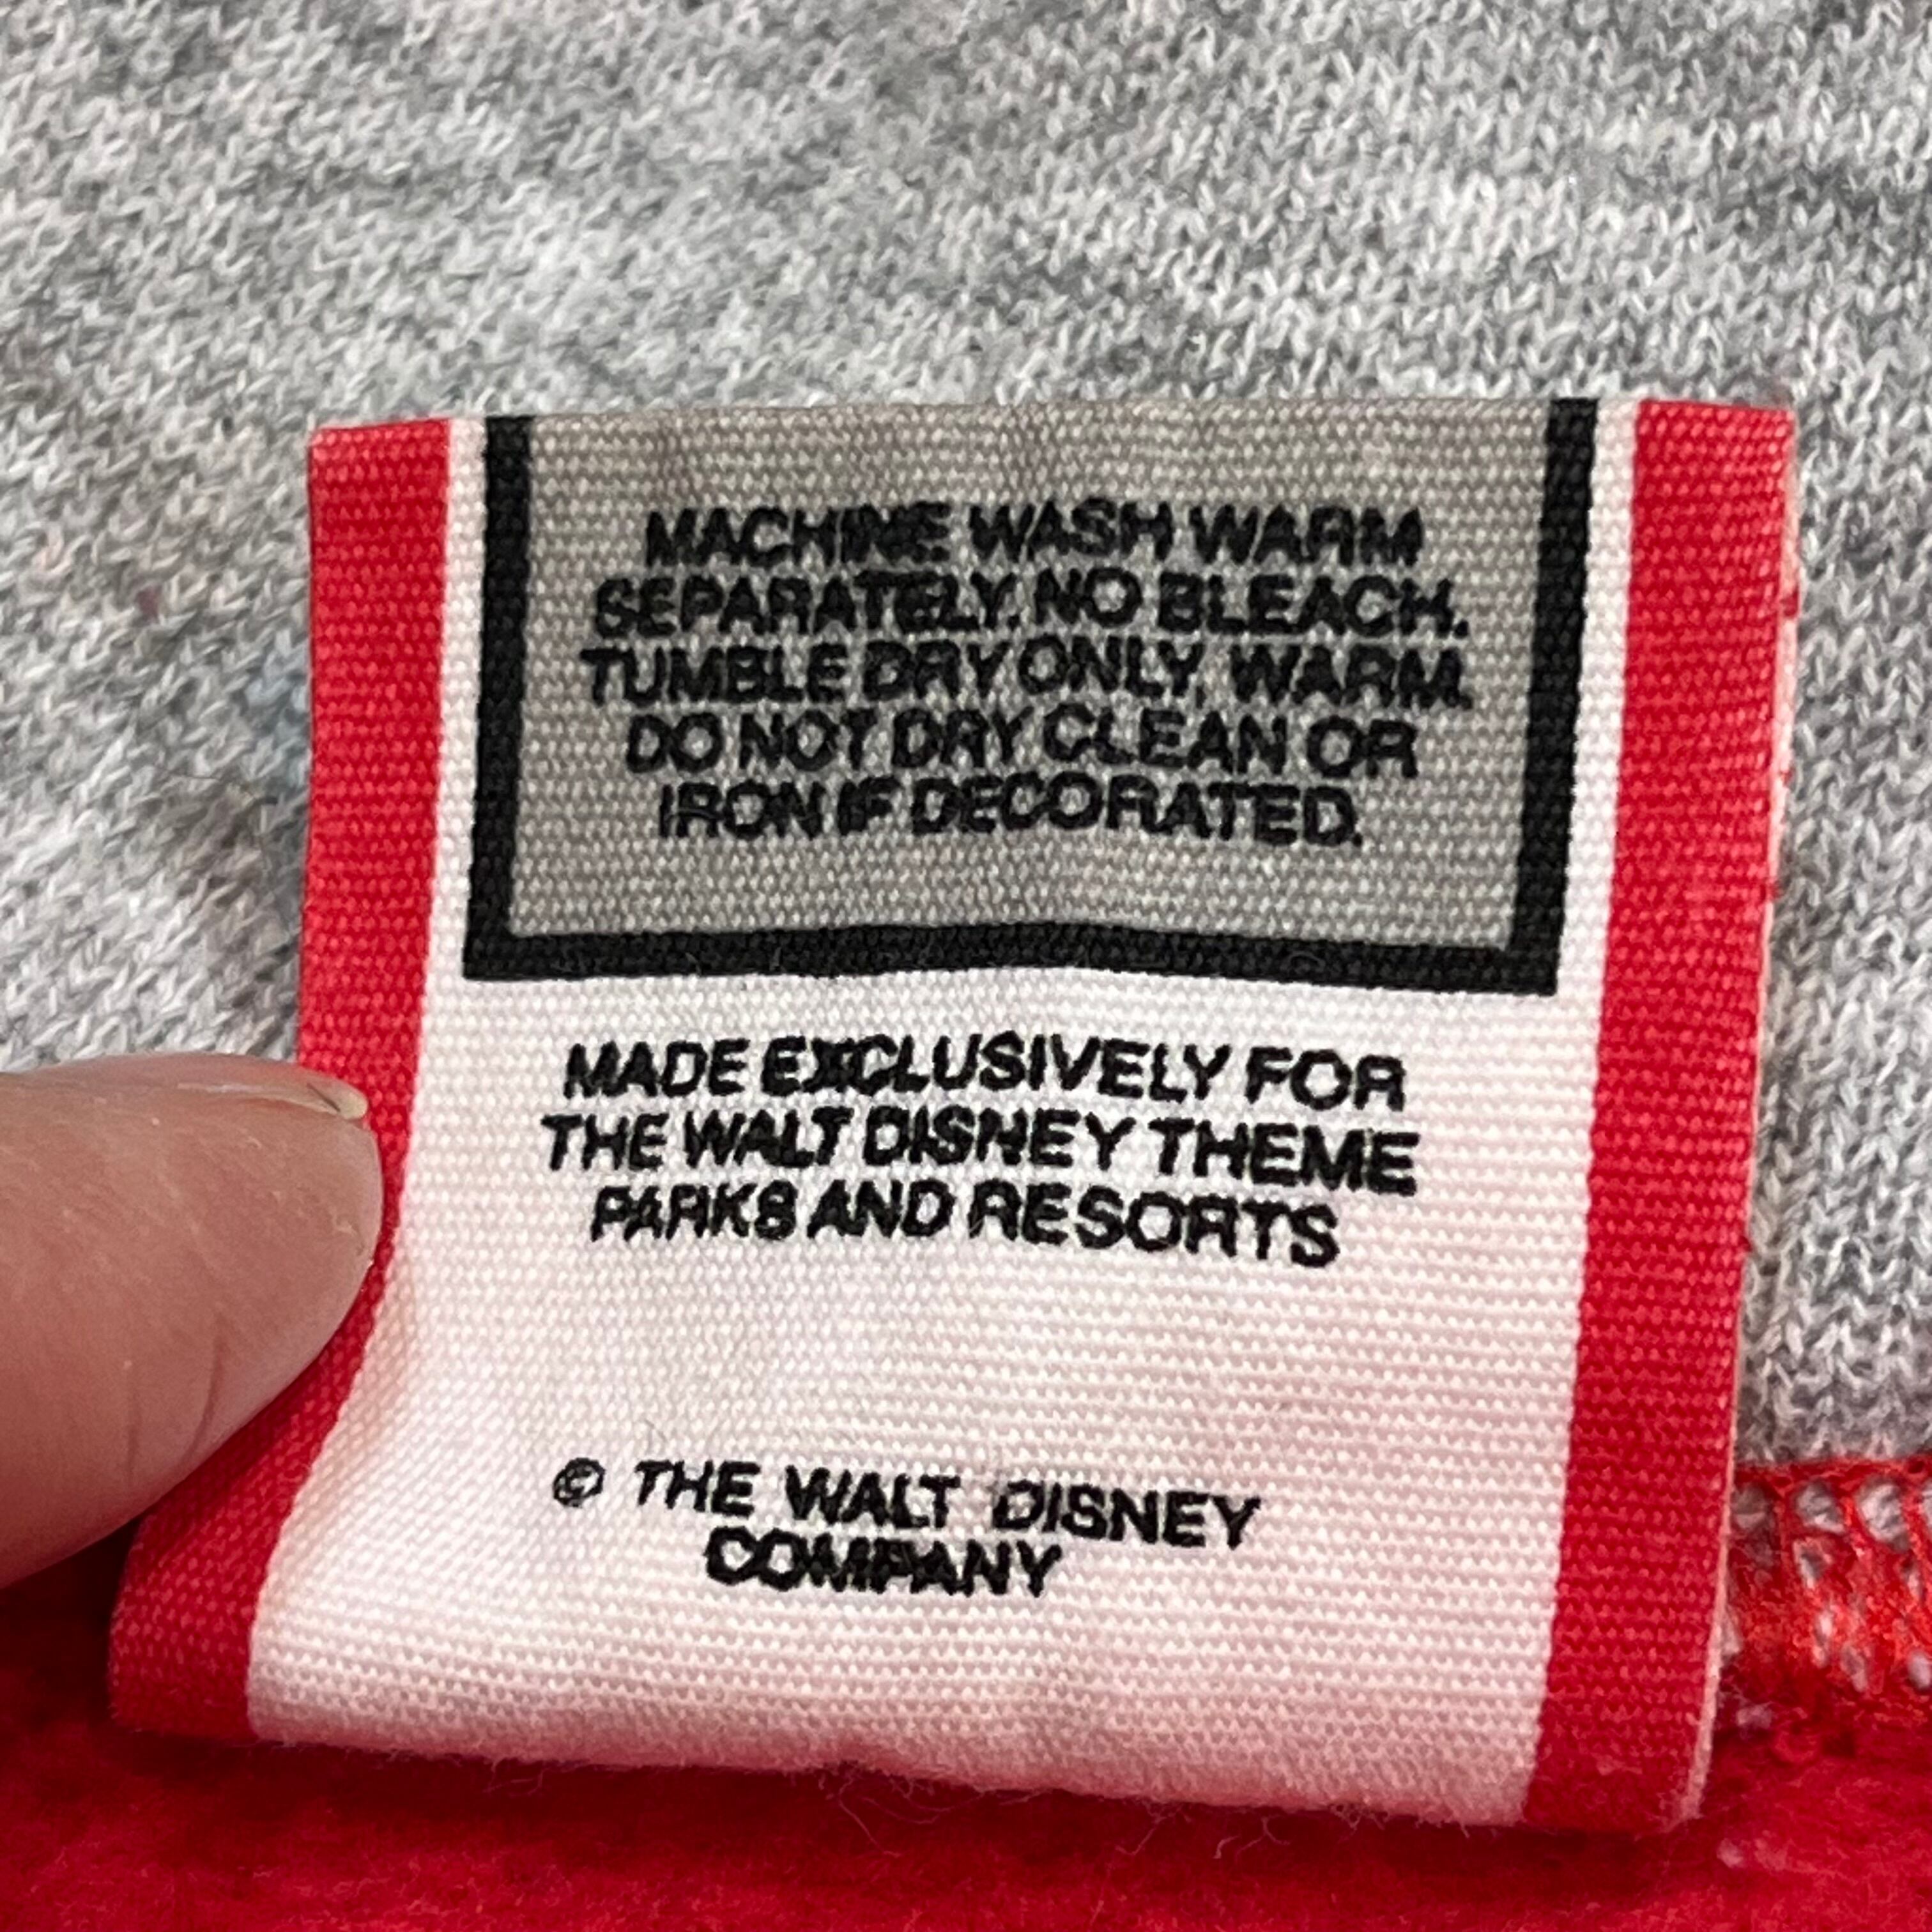 MACHINE WASH WARM
SEPARATELY. NO BLEACH.
TUMBLE DRY ONLY, WARM.
DO NOT DRY CLEAN OR
IRON IF DECORATED.
MADE EXCLUSIVELY FOR
THE WALT DISNEY THEME
PARKS AND RESORTS
© THE WALT DISNEY
COMPANY